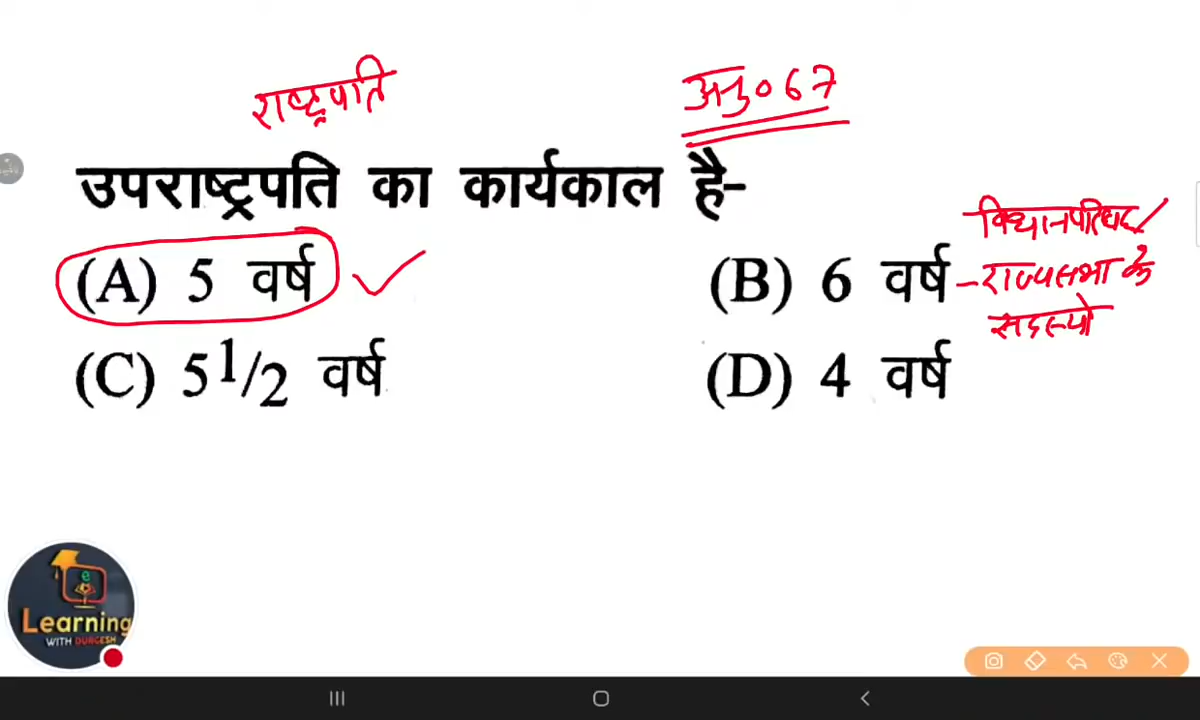 राष्ट्रपति
अनु० 67
उपराष्ट्रपति का कार्यकाल है-
(A) 5 वर्ष
(B) 6 वर्ष
- विधानपरिषद
- राज्यसभा के
सदस्यो
(C) 5 1/2 वर्ष
(D) 4 वर्ष
e
Learning
WITH DURGESH